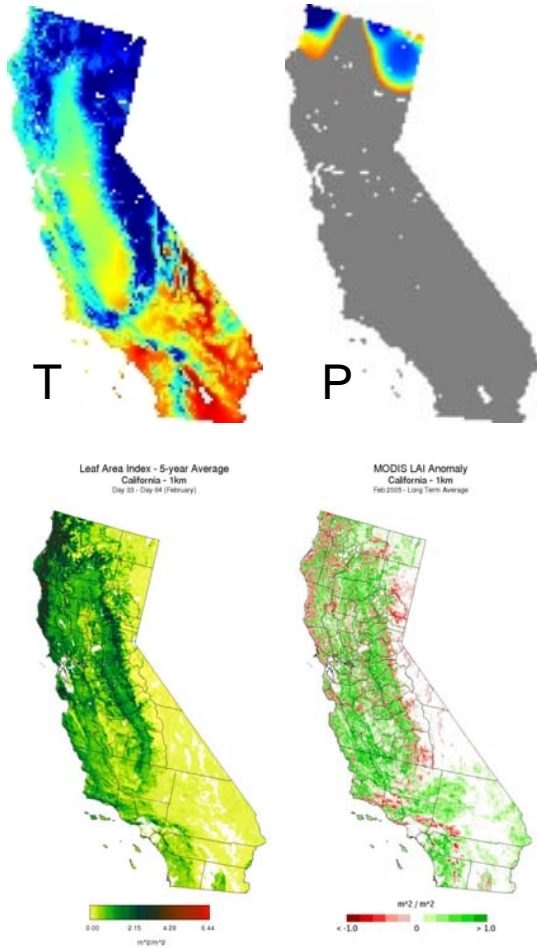 T
P
Leaf Area Index - 5-year Average
California - 1km
Day 33 - Day 64 (February)
MODIS LAI Anomaly
California - 1km
Feb 2005 - Long Term Average
0.00 2.15 4.29 6.44
m^2/m^2
m^2 / m^2
< -1.0 0 > 1.0